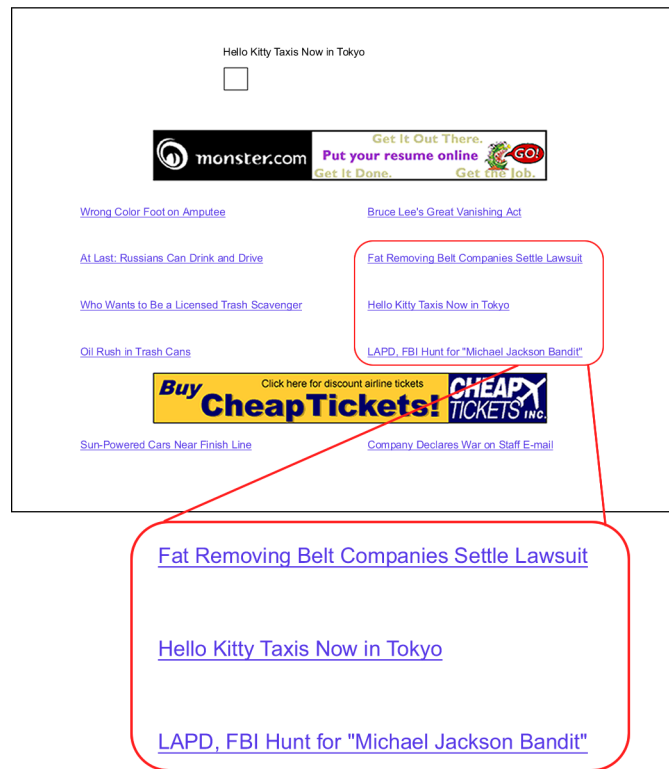 Hello Kitty Taxis Now in Tokyo
monster.com
Get It Out There.
Put your resume online
GO!
Get It Done. Get the Job.
Wrong Color Foot on Amputee
Bruce Lee's Great Vanishing Act
At Last: Russians Can Drink and Drive
Fat Removing Belt Companies Settle Lawsuit
Who Wants to Be a Licensed Trash Scavenger
Hello Kitty Taxis Now in Tokyo
Oil Rush in Trash Cans
LAPD, FBI Hunt for "Michael Jackson Bandit"
Buy
Click here for discount airline tickets
CheapTickets!
CHEAP
TICKETS INC.
Sun-Powered Cars Near Finish Line
Company Declares War on Staff E-mail
Fat Removing Belt Companies Settle Lawsuit
Hello Kitty Taxis Now in Tokyo
LAPD, FBI Hunt for "Michael Jackson Bandit"